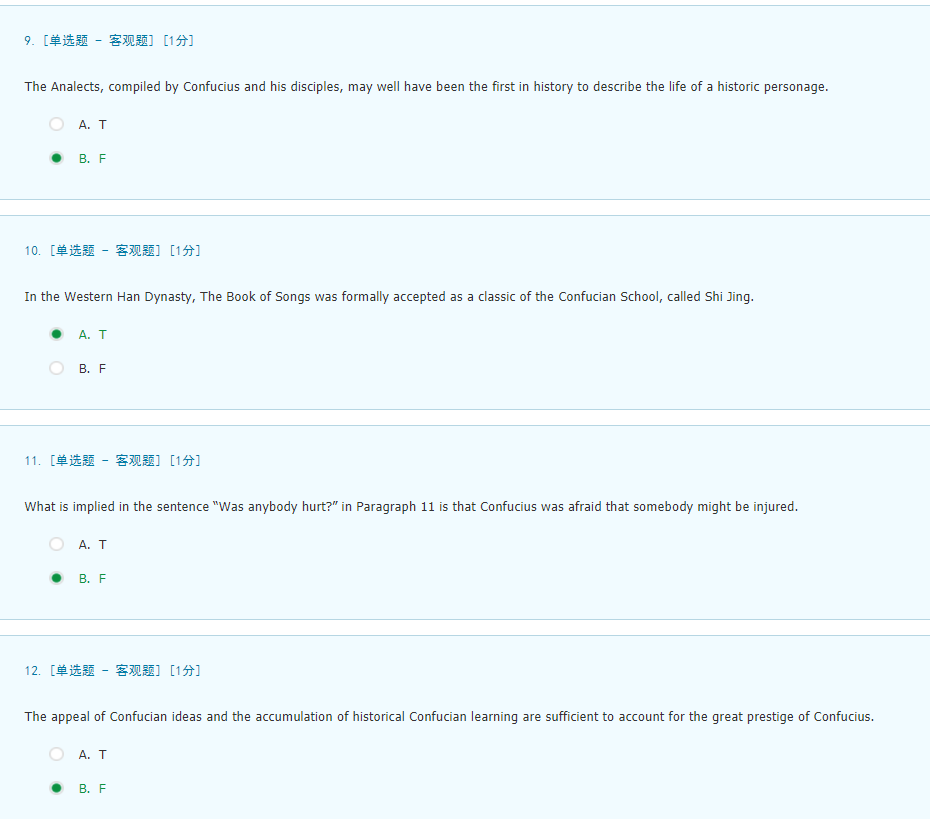 9. [单选题 - 客观题] [1分]
The Analects, compiled by Confucius and his disciples, may well have been the first in history to describe the life of a historic personage.
A. T
B. F
10. [单选题 - 客观题] [1分]
In the Western Han Dynasty, The Book of Songs was formally accepted as a classic of the Confucian School, called Shi Jing.
A. T
B. F
11. [单选题 - 客观题] [1分]
What is implied in the sentence “Was anybody hurt?” in Paragraph 11 is that Confucius was afraid that somebody might be injured.
A. T
B. F
12. [单选题 - 客观题] [1分]
The appeal of Confucian ideas and the accumulation of historical Confucian learning are sufficient to account for the great prestige of Confucius.
A. T
B. F